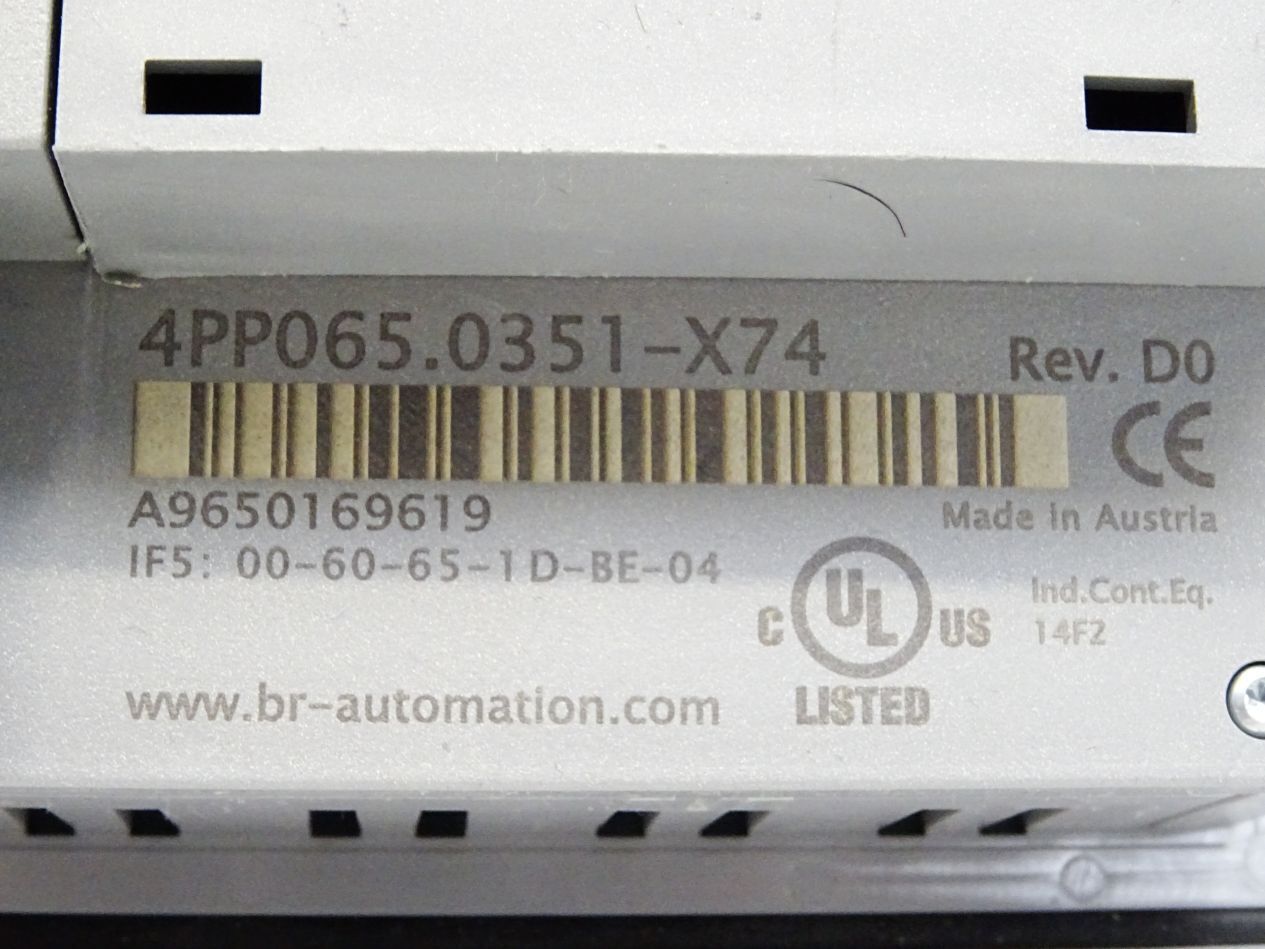 4PP065.0351-X74
Rev. D0
CE
A9650169619
Made in Austria
IF5: 00-60-65-1D-BE-04
Ind.Cont.Eq.
14F2
C UL US
LISTED
www.br-automation.com